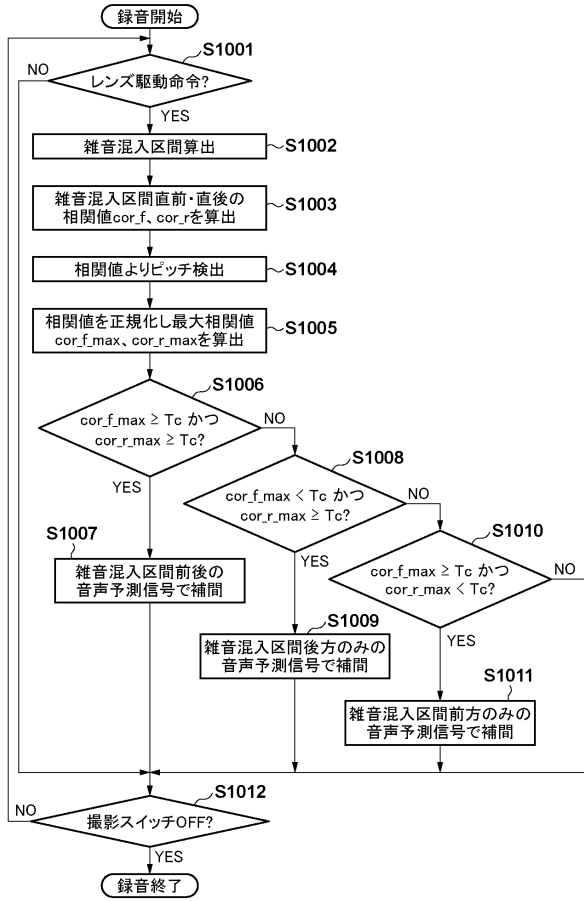 録音開始
S1001
NO
レンズ駆動命令?
YES
雑音混入区間算出
S1002
雑音混入区間直前・直後の
相関値cor_f、cor_rを算出
S1003
相関値よりピッチ検出
S1004
相関値を正規化し最大相関値
cor_f_max、cor_r_maxを算出
S1005
S1006
cor_f_max ≥ Tc かつ
cor_r_max ≥ Tc?
NO
YES
S1008
cor_f_max < Tc かつ
cor_r_max ≥ Tc?
NO
YES
S1007
雑音混入区間前後の
音声予測信号で補間
S1010
cor_f_max ≥ Tc かつ
cor_r_max < Tc?
NO
YES
S1009
雑音混入区間後方のみの
音声予測信号で補間
S1011
雑音混入区間前方のみの
音声予測信号で補間
S1012
NO
撮影スイッチOFF?
YES
録音終了